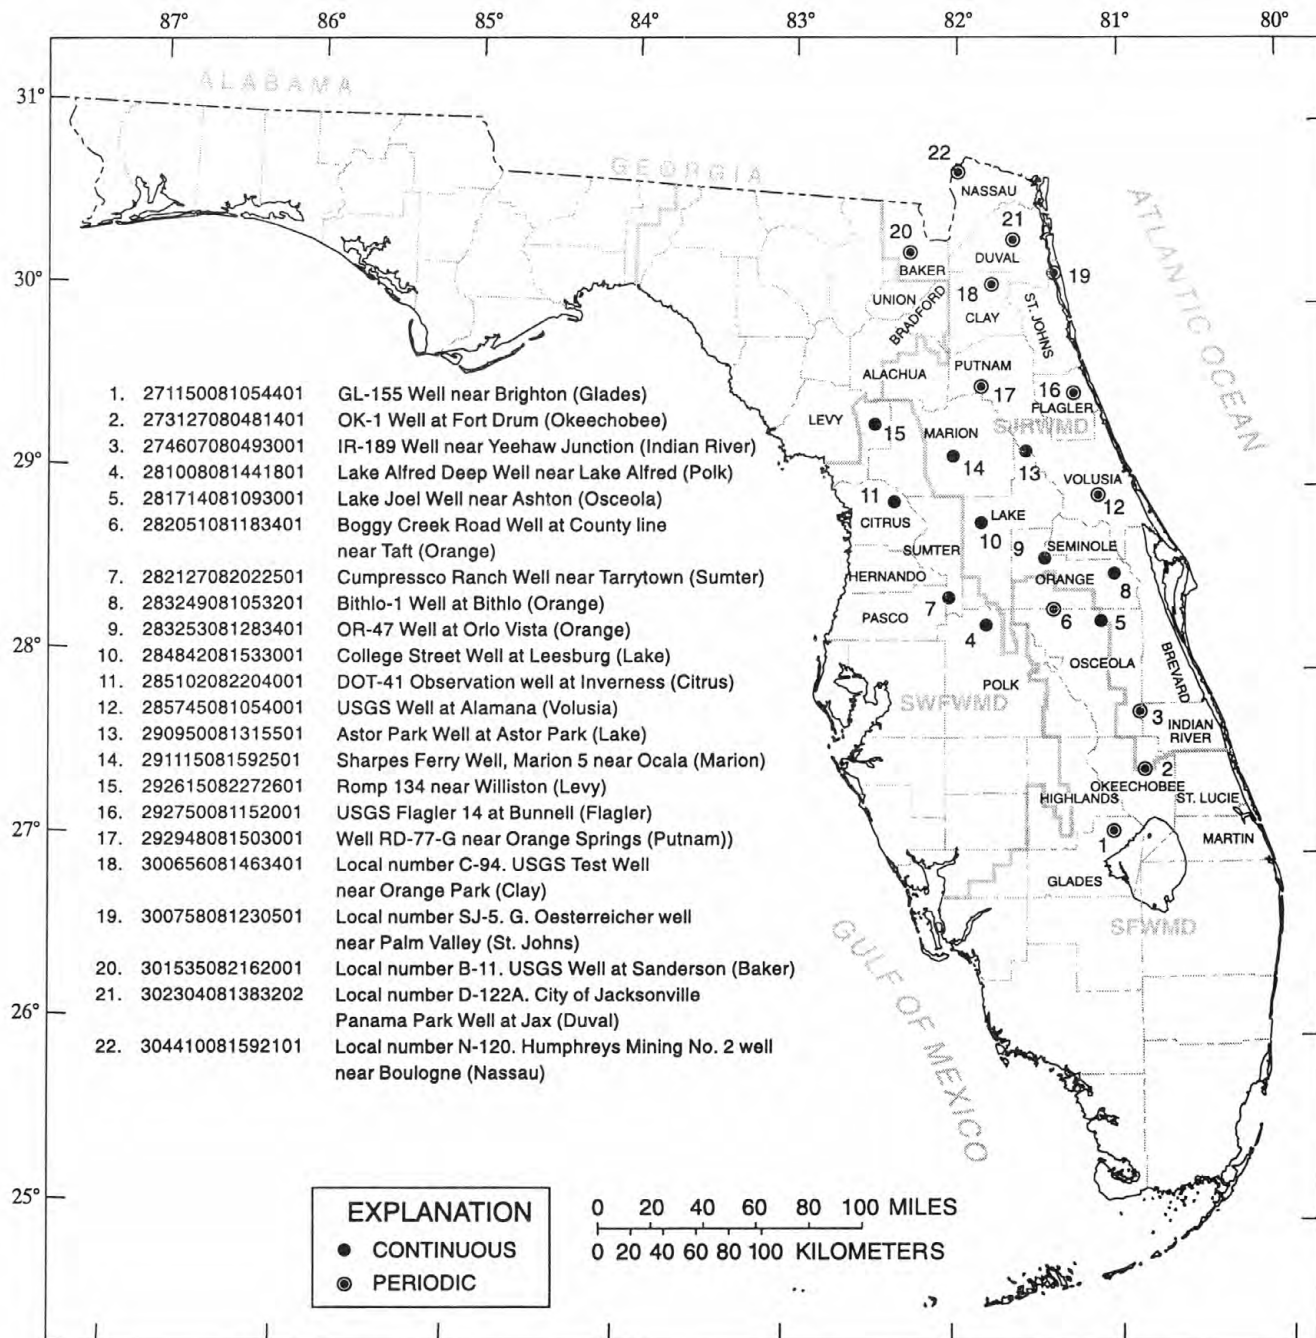 87° 86° 85° 84° 83° 82° 81° 80°
31°
30°
29°
28°
27°
26°
25°
ALABAMA
GEORGIA
ATLANTIC OCEAN
GULF OF MEXICO
22
NASSAU
21
DUVAL
20
BAKER
19
18
CLAY
UNION
BRADFORD
ST. JOHNS
PUTNAM
17
16
FLAGLER
ALACHUA
SJRWMD
LEVY
15
MARION
14
13
VOLUSIA
12
11
CITRUS
LAKE
10
9
SEMINOLE
SUMTER
ORANGE
8
HERNANDO
7
PASCO
4
6
5
OSCEOLA
BREVARD
POLK
SWFWMD
3
INDIAN
RIVER
2
OKEECHOBEE
HIGHLANDS
ST. LUCIE
1
MARTIN
GLADES
SFWMD
1. 271150081054401 GL-155 Well near Brighton (Glades)
2. 273127080481401 OK-1 Well at Fort Drum (Okeechobee)
3. 274607080493001 IR-189 Well near Yeehaw Junction (Indian River)
4. 281008081441801 Lake Alfred Deep Well near Lake Alfred (Polk)
5. 281714081093001 Lake Joel Well near Ashton (Osceola)
6. 282051081183401 Boggy Creek Road Well at County line
near Taft (Orange)
7. 282127082022501 Cumpressco Ranch Well near Tarrytown (Sumter)
8. 283249081053201 Bithlo-1 Well at Bithlo (Orange)
9. 283253081283401 OR-47 Well at Orlo Vista (Orange)
10. 284842081533001 College Street Well at Leesburg (Lake)
11. 285102082204001 DOT-41 Observation well at Inverness (Citrus)
12. 285745081054001 USGS Well at Alamana (Volusia)
13. 290950081315501 Astor Park Well at Astor Park (Lake)
14. 291115081592501 Sharpes Ferry Well, Marion 5 near Ocala (Marion)
15. 292615082272601 Romp 134 near Williston (Levy)
16. 292750081152001 USGS Flagler 14 at Bunnell (Flagler)
17. 292948081503001 Well RD-77-G near Orange Springs (Putnam))
18. 300656081463401 Local number C-94. USGS Test Well
near Orange Park (Clay)
19. 300758081230501 Local number SJ-5. G. Oesterreicher well
near Palm Valley (St. Johns)
20. 301535082162001 Local number B-11. USGS Well at Sanderson (Baker)
21. 302304081383202 Local number D-122A. City of Jacksonville
Panama Park Well at Jax (Duval)
22. 304410081592101 Local number N-120. Humphreys Mining No. 2 well
near Boulogne (Nassau)
EXPLANATION
CONTINUOUS
PERIODIC
0 20 40 60 80 100 MILES
0 20 40 60 80 100 KILOMETERS